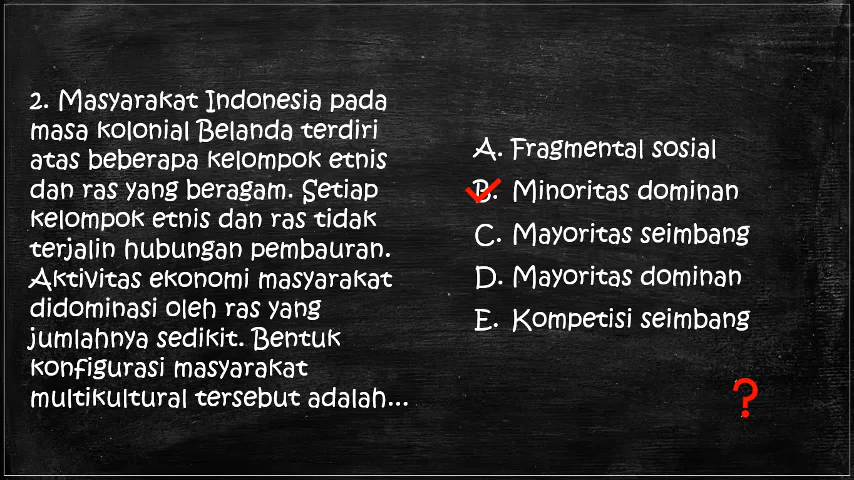 2. Masyarakat Indonesia pada
masa kolonial Belanda terdiri
atas beberapa kelompok etnis
dan ras yang beragam. Setiap
kelompok etnis dan ras tidak
terjalin hubungan pembauran.
Aktivitas ekonomi masyarakat
didominasi oleh ras yang
jumlahnya sedikit. Bentuk
konfigurasi masyarakat
multikultural tersebut adalah...
A. Fragmental sosial
B. Minoritas dominan
C. Mayoritas seimbang
D. Mayoritas dominan
E. Kompetisi seimbang
?